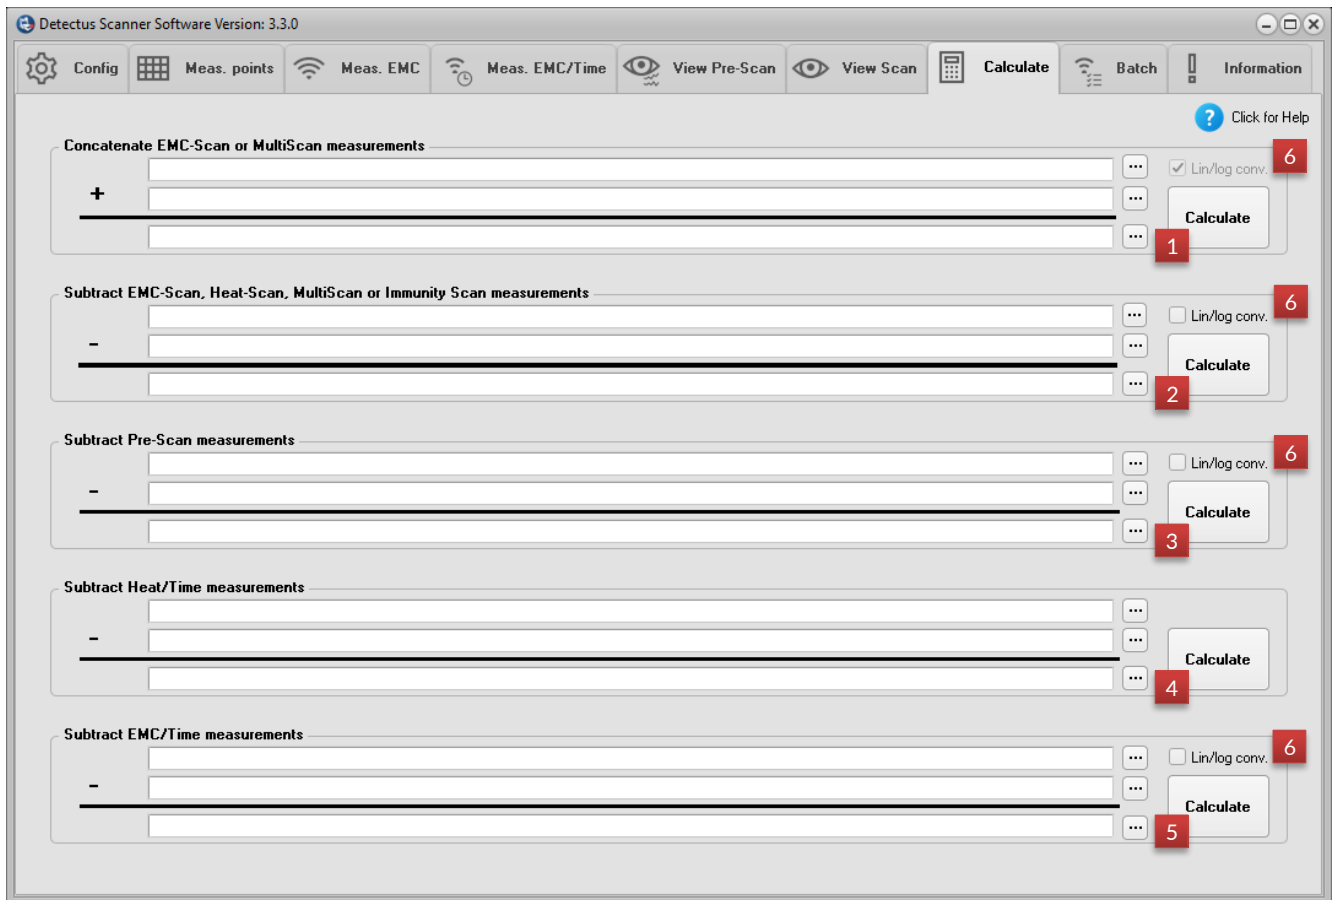 Detectus Scanner Software Version: 3.3.0
Config Meas. points Meas. EMC Meas. EMC/Time View Pre-Scan View Scan Calculate Batch Information
? Click for Help
Concatenate EMC-Scan or MultiScan measurements
... Lin/log conv. 6
+ ...
Calculate
... 1
Subtract EMC-Scan, Heat-Scan, MultiScan or Immunity Scan measurements
... Lin/log conv. 6
- ...
Calculate
... 2
Subtract Pre-Scan measurements
... Lin/log conv. 6
- ...
Calculate
... 3
Subtract Heat/Time measurements
...
- ...
Calculate
... 4
Subtract EMC/Time measurements
... Lin/log conv. 6
- ...
Calculate
... 5